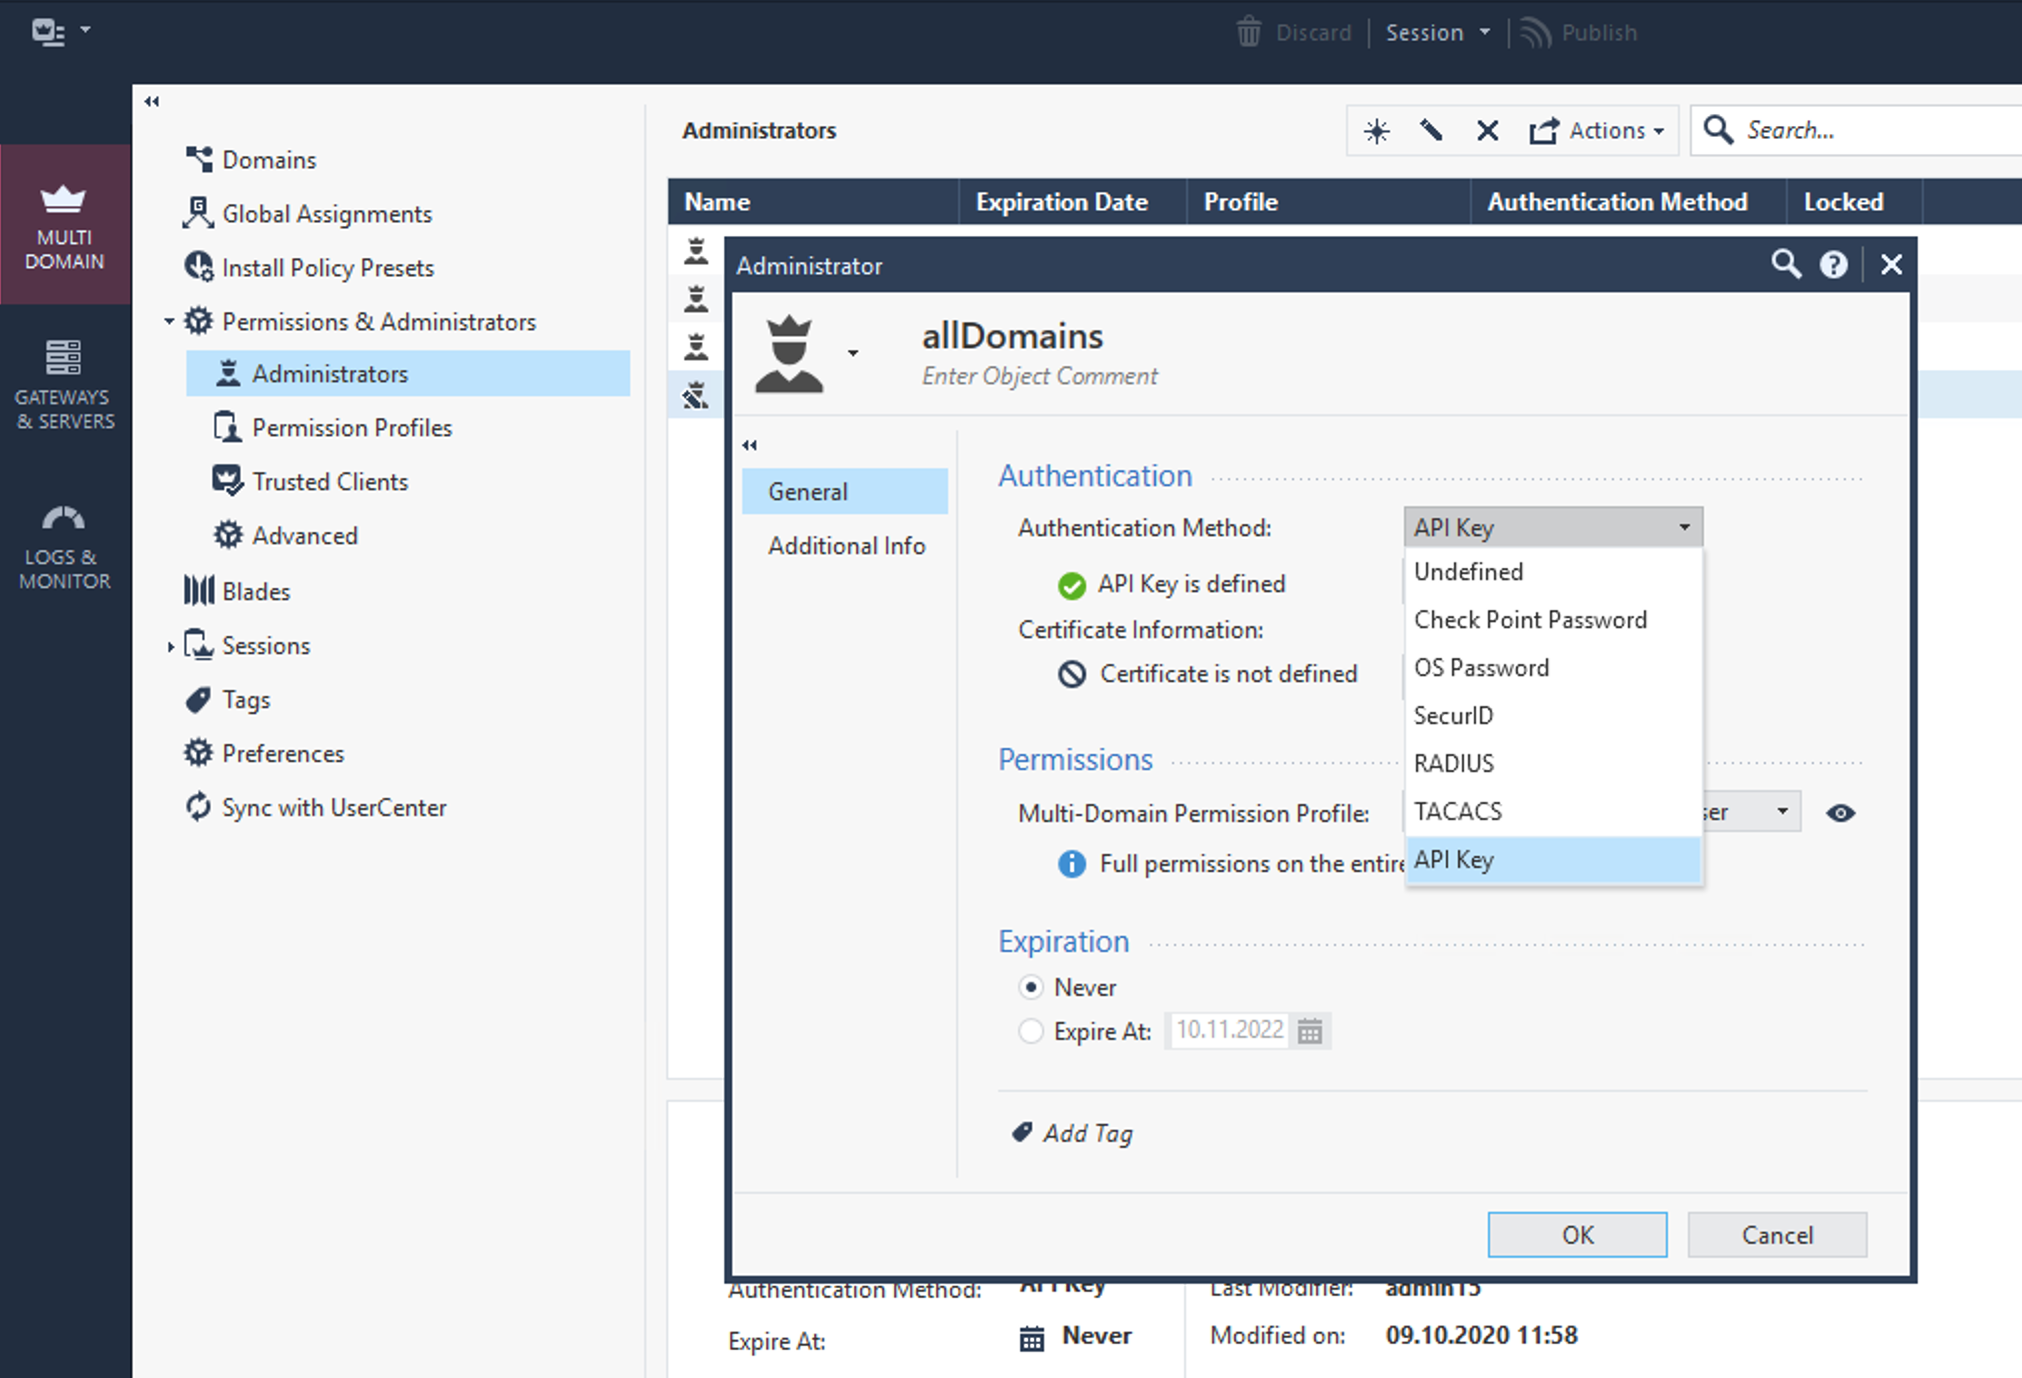 Discard
Session
Publish
MULTI
DOMAIN
GATEWAYS
& SERVERS
LOGS &
MONITOR
Domains
Global Assignments
Install Policy Presets
Permissions & Administrators
Administrators
Permission Profiles
Trusted Clients
Advanced
Blades
Sessions
Tags
Preferences
Sync with UserCenter
Administrators
Actions
Search...
Name Expiration Date Profile Authentication Method Locked
Administrator
allDomains
Enter Object Comment
General
Additional Info
Authentication
Authentication Method: API Key
API Key is defined
Certificate Information:
Certificate is not defined
Undefined
Check Point Password
OS Password
SecurID
RADIUS
TACACS
API Key
Permissions
Multi-Domain Permission Profile: ser
Full permissions on the entire
Expiration
Never
Expire At: 10.11.2022
Add Tag
OK Cancel
Authentication Method: API Key Last Modifier: admin15
Expire At: Never Modified on: 09.10.2020 11:58